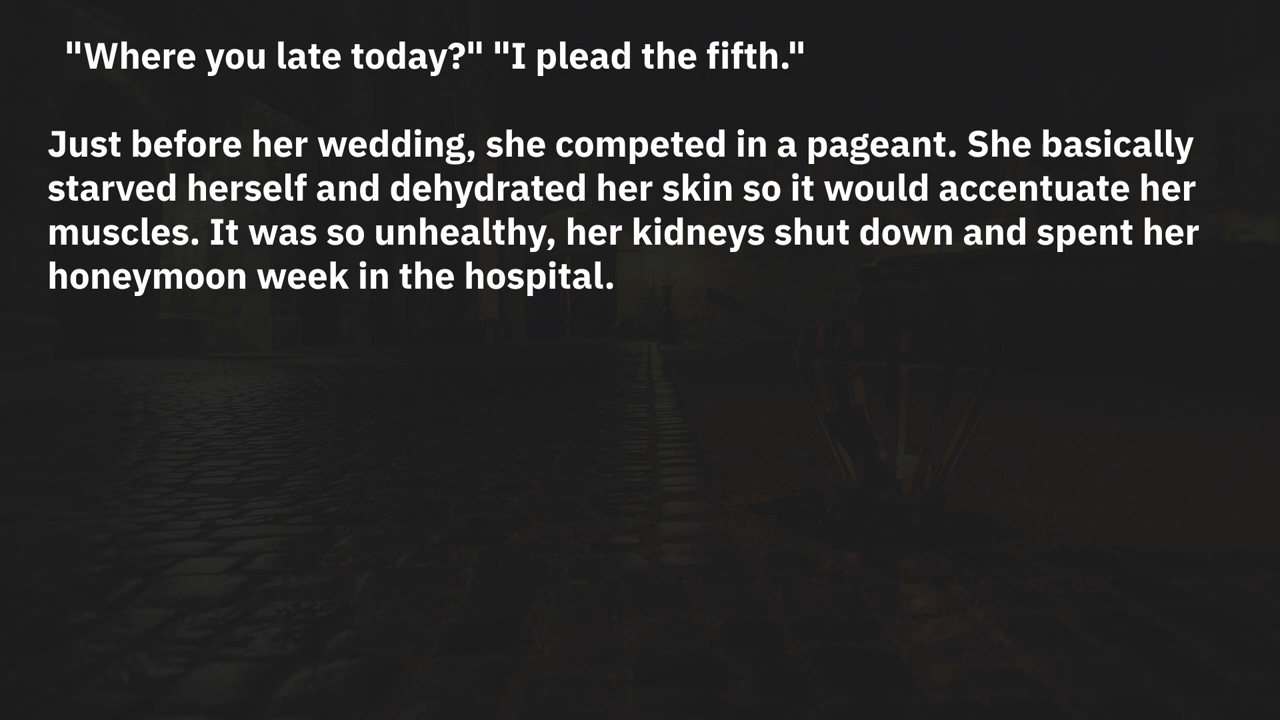 "Where you late today?" "I plead the fifth."
Just before her wedding, she competed in a pageant. She basically
starved herself and dehydrated her skin so it would accentuate her
muscles. It was so unhealthy, her kidneys shut down and spent her
honeymoon week in the hospital.